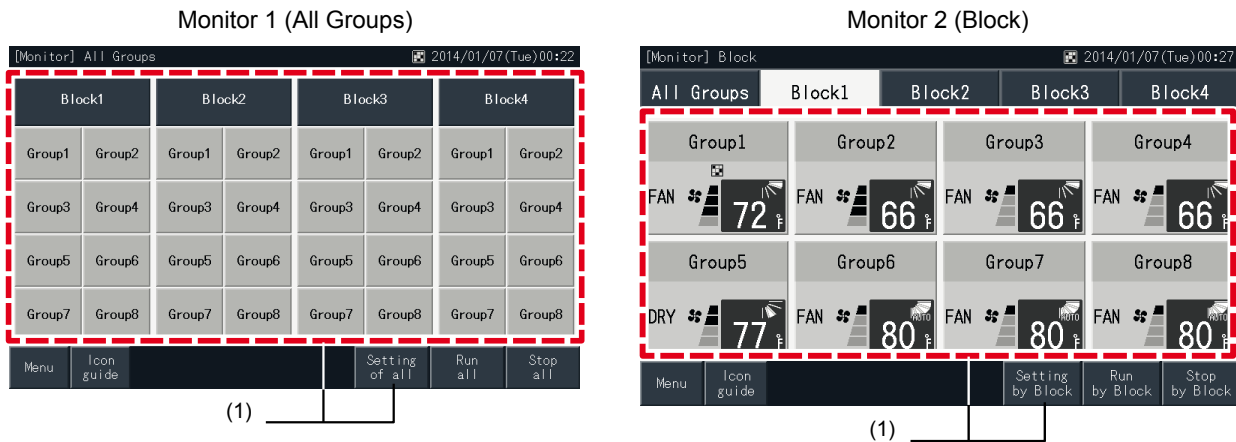 Monitor 1 (All Groups)
[Monitor] All Groups 2014/01/07(Tue)00:22
Block1 Block2 Block3 Block4
Group1 Group2 Group1 Group2 Group1 Group2 Group1 Group2
Group3 Group4 Group3 Group4 Group3 Group4 Group3 Group4
Group5 Group6 Group5 Group6 Group5 Group6 Group5 Group6
Group7 Group8 Group7 Group8 Group7 Group8 Group7 Group8
Menu Icon guide Setting of all Run all Stop all
(1)
Monitor 2 (Block)
[Monitor] Block 2014/01/07(Tue)00:27
All Groups Block1 Block2 Block3 Block4
Group1 Group2 Group3 Group4
FAN 72 °F FAN 66 °F FAN 66 °F FAN 66 °F
Group5 Group6 Group7 Group8
DRY 77 °F FAN AUTO 80 °F FAN AUTO 80 °F FAN AUTO 80 °F
Menu Icon guide Setting by Block Run by Block Stop by Block
(1)